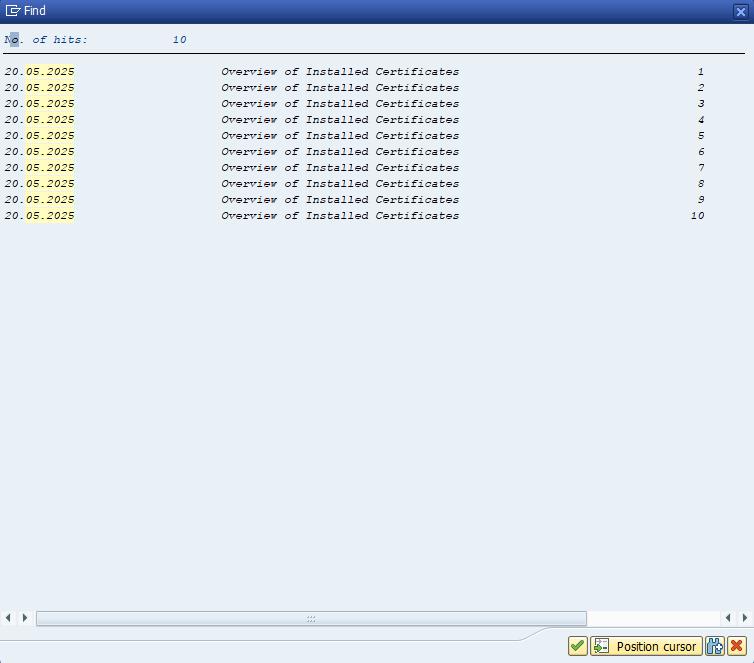 Find
No. of hits: 10
20.05.2025 Overview of Installed Certificates 1
20.05.2025 Overview of Installed Certificates 2
20.05.2025 Overview of Installed Certificates 3
20.05.2025 Overview of Installed Certificates 4
20.05.2025 Overview of Installed Certificates 5
20.05.2025 Overview of Installed Certificates 6
20.05.2025 Overview of Installed Certificates 7
20.05.2025 Overview of Installed Certificates 8
20.05.2025 Overview of Installed Certificates 9
20.05.2025 Overview of Installed Certificates 10
Position cursor